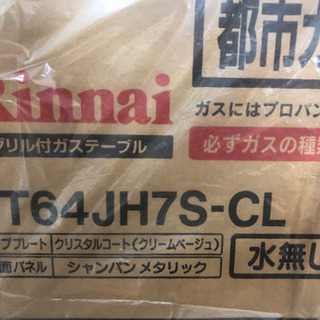 都市ガ
Rinnai
ガスにはプロパン
グリル付ガステーブル
必ずガスの種類
T64JH7S-CL
ププレート クリスタルコート(クリームベージュ)
面パネル シャンパンメタリック
水無し